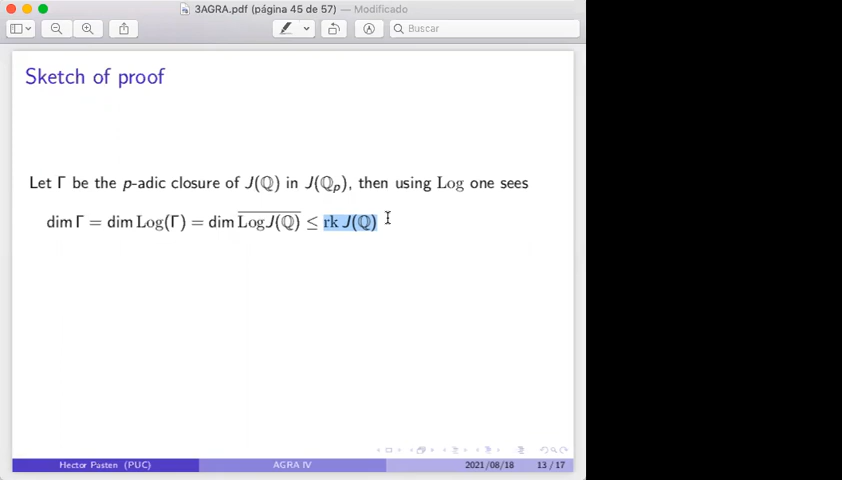 3AGRA.pdf (página 45 de 57) — Modificado
Buscar
Sketch of proof
Let Γ be the p-adic closure of J(ℚ) in J(ℚₚ), then using Log one sees
dim Γ = dim Log(Γ) = dim \overline{Log J(ℚ)} ≤ rk J(ℚ)
Hector Pasten (PUC) AGRA IV 2021/08/18 13 / 17